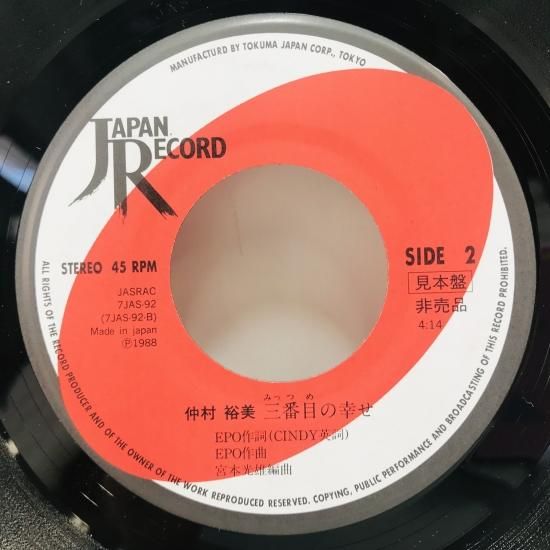 MANUFACTURD BY TOKUMA JAPAN CORP., TOKYO
JAPAN.
RECORD
STEREO 45 RPM
SIDE 2
JASRAC
7JAS-92
(7JAS-92-B)
Made in japan
Ⓟ1988
見本盤
非売品
4:14
みっつめ
仲村 裕美 三番目の幸せ
EPO作詞(CINDY英詞)
EPO作曲
宮本光雄編曲
ALL RIGHTS OF THE RECORD PRODUCER AND OF THE OWNER OF THE WORK REPRODUCED RESERVED. COPYING, PUBLIC PERFORMANCE AND BROADCASTING OF THIS RECORD PROHIBITED.